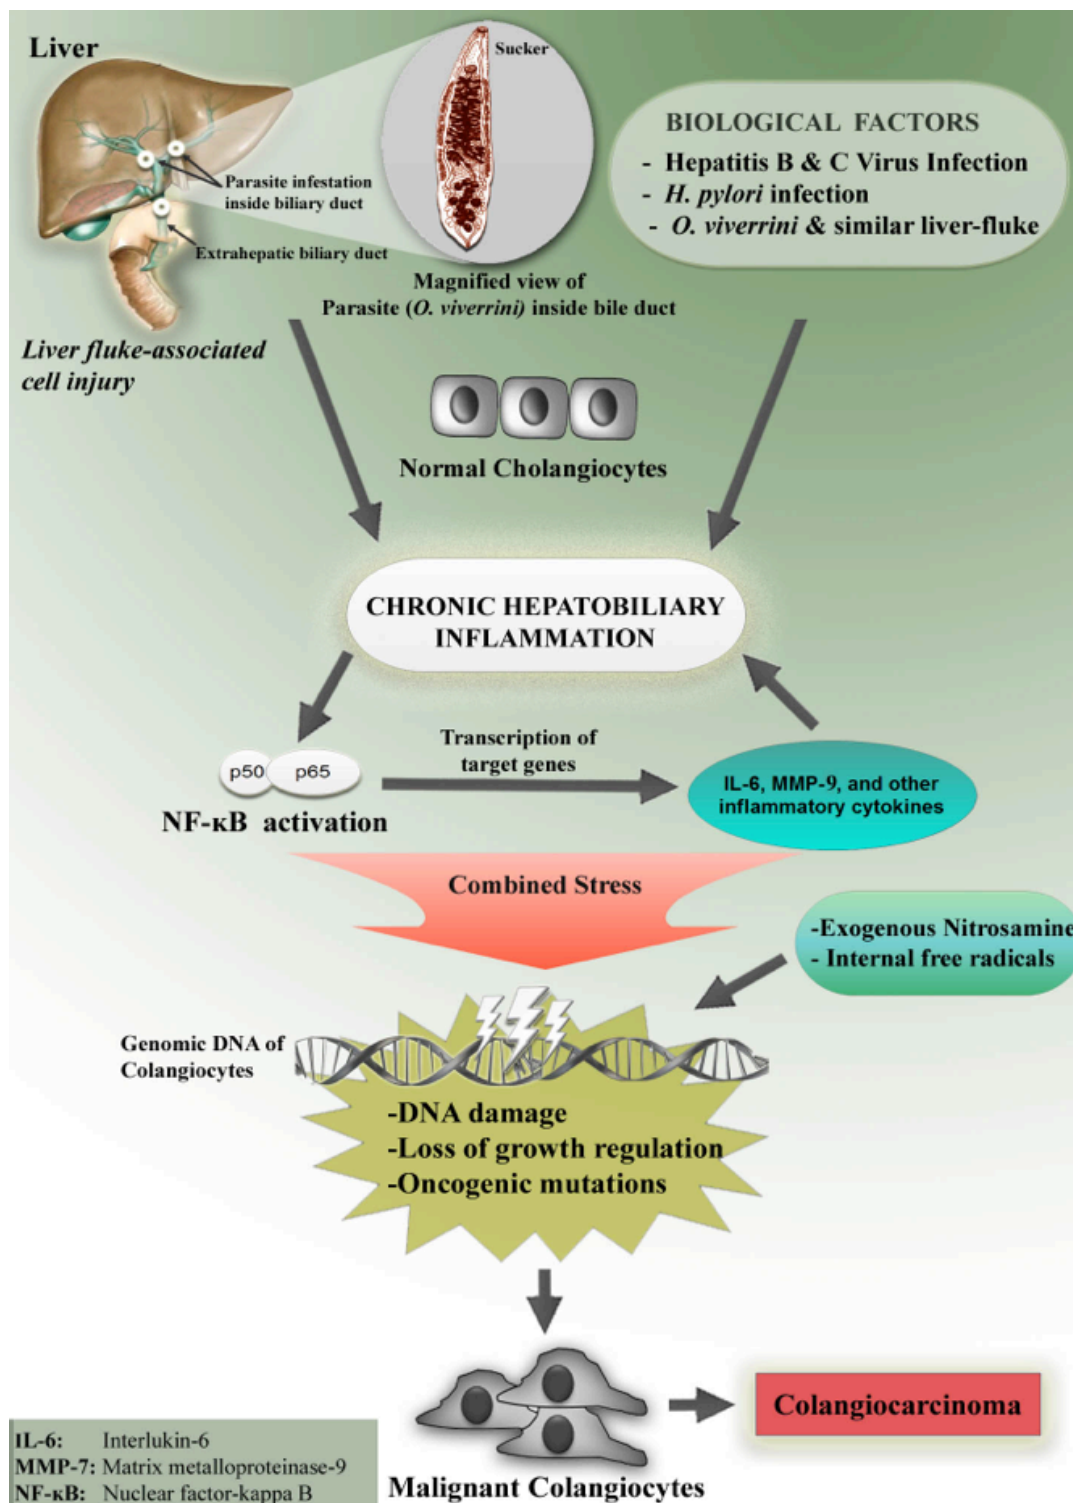 Liver
Sucker
Parasite infestation
inside biliary duct
Extrahepatic biliary duct
Magnified view of
Parasite (O. viverrini) inside bile duct
Liver fluke-associated
cell injury
BIOLOGICAL FACTORS
- Hepatitis B & C Virus Infection
- H. pylori infection
- O. viverrini & similar liver-fluke
Normal Cholangiocytes
CHRONIC HEPATOBILIARY
INFLAMMATION
p50 p65
NF-κB activation
Transcription of
target genes
IL-6, MMP-9, and other
inflammatory cytokines
Combined Stress
-Exogenous Nitrosamine
- Internal free radicals
Genomic DNA of
Colangiocytes
-DNA damage
-Loss of growth regulation
-Oncogenic mutations
Malignant Colangiocytes
Colangiocarcinoma
IL-6: Interlukin-6
MMP-7: Matrix metalloproteinase-9
NF-κB: Nuclear factor-kappa B